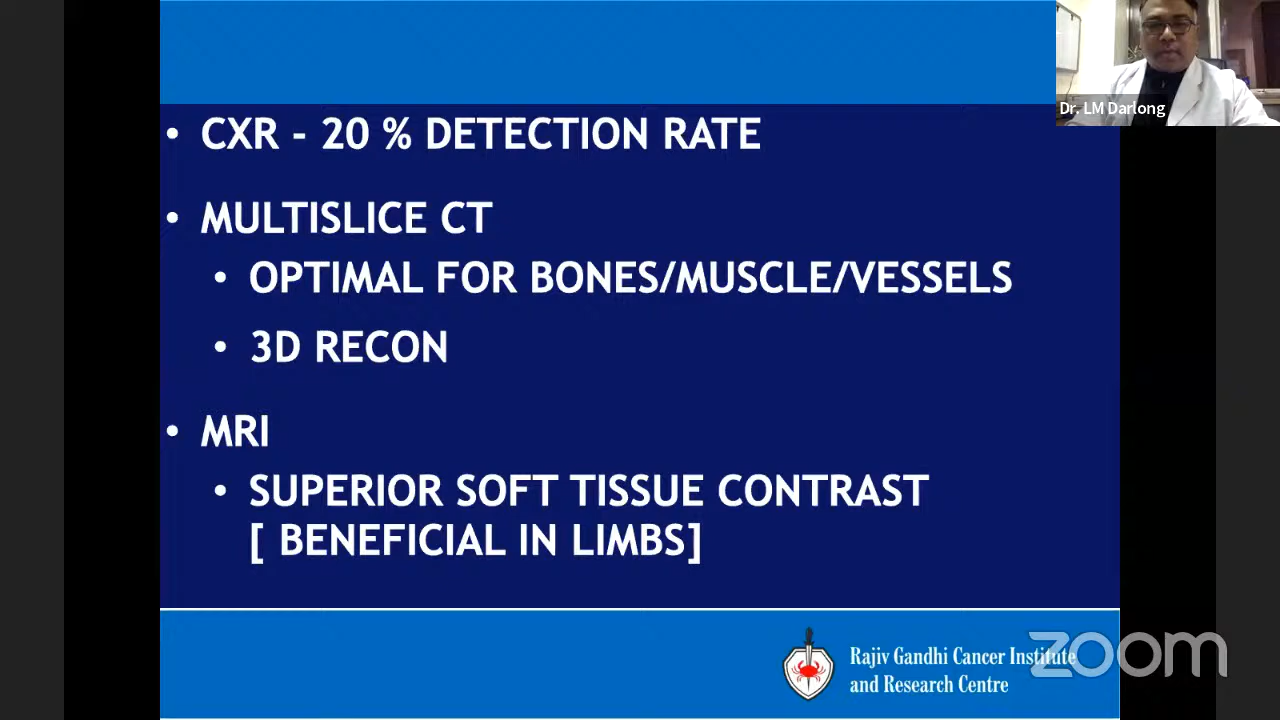 • CXR - 20 % DETECTION RATE
• MULTISLICE CT
• OPTIMAL FOR BONES/MUSCLE/VESSELS
• 3D RECON
• MRI
• SUPERIOR SOFT TISSUE CONTRAST
[ BENEFICIAL IN LIMBS]
Dr. LM Darlong
Rajiv Gandhi Cancer Institute
and Research Centre
zoom